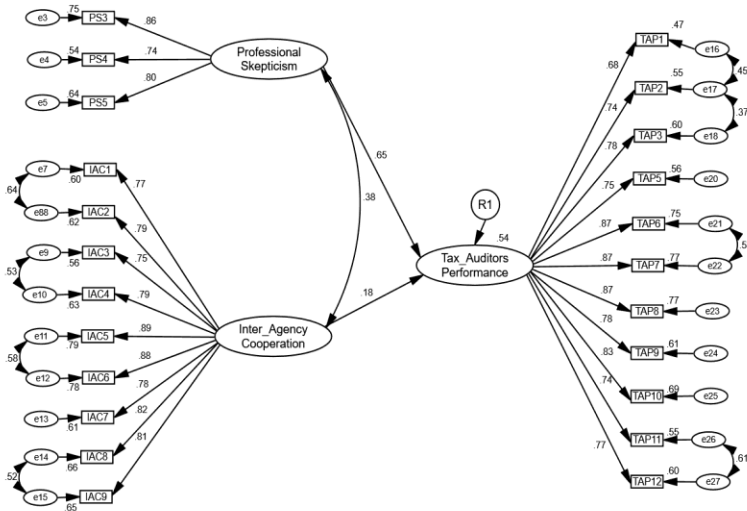 e3 .75 PS3
.86
e4 .54 PS4
.74
e5 .64 PS5
.80
Professional
Skepticism
e7 .60 IAC1
.77
.64
e88 .62 IAC2
.79
e9 .56 IAC3
.75
.53
e10 .63 IAC4
.79
e11 .79 IAC5
.89
.58
e12 .78 IAC6
.88
e13 .61 IAC7
.78
e14 .66 IAC8
.82
.52
e15 .65 IAC9
.81
Inter_Agency
Cooperation
.65
.38
.18
R1
.54
Tax_Auditors
Performance
.68
TAP1 .47 e16
.45
.74
TAP2 .55 e17
.37
.78
TAP3 .60 e18
.75
TAP5 .56 e20
.87
TAP6 .75 e21
.87
TAP7 .77 e22
.87
TAP8 .77 e23
.78
TAP9 .61 e24
.83
TAP10 .69 e25
.74
TAP11 .55 e26
.61
.77
TAP12 .60 e27